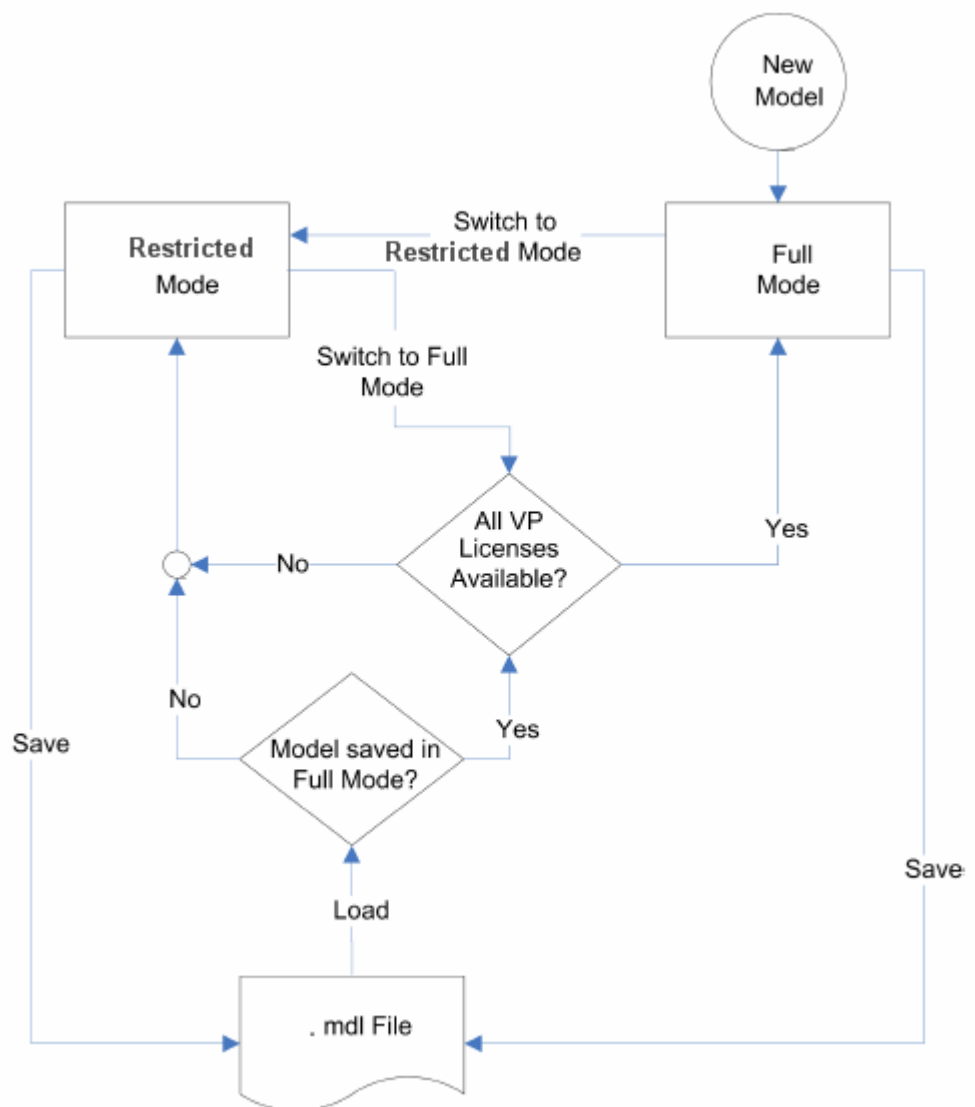 New
Model
Switch to
Restricted Mode
Restricted
Mode
Full
Mode
Switch to Full
Mode
All VP
Licenses
Available?
Yes
No
No
Yes
Save
Model saved in
Full Mode?
Save
Load
. mdl File